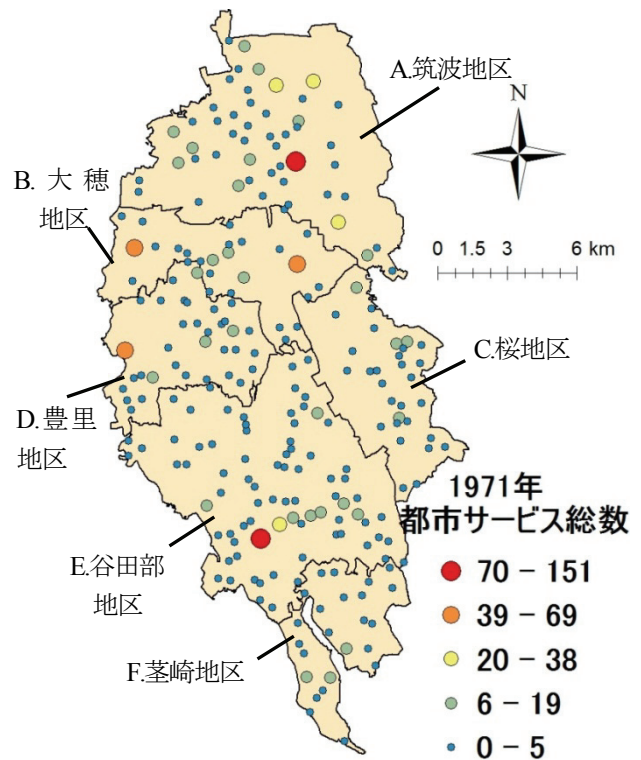 A.筑波地区
N
B. 大穂
地区
0 1.5 3 6 km
C.桜地区
D.豊里
地区
1971年
都市サービス総数
E.谷田部
地区
70 - 151
39 - 69
F.茎崎地区
20 - 38
6 - 19
0 - 5